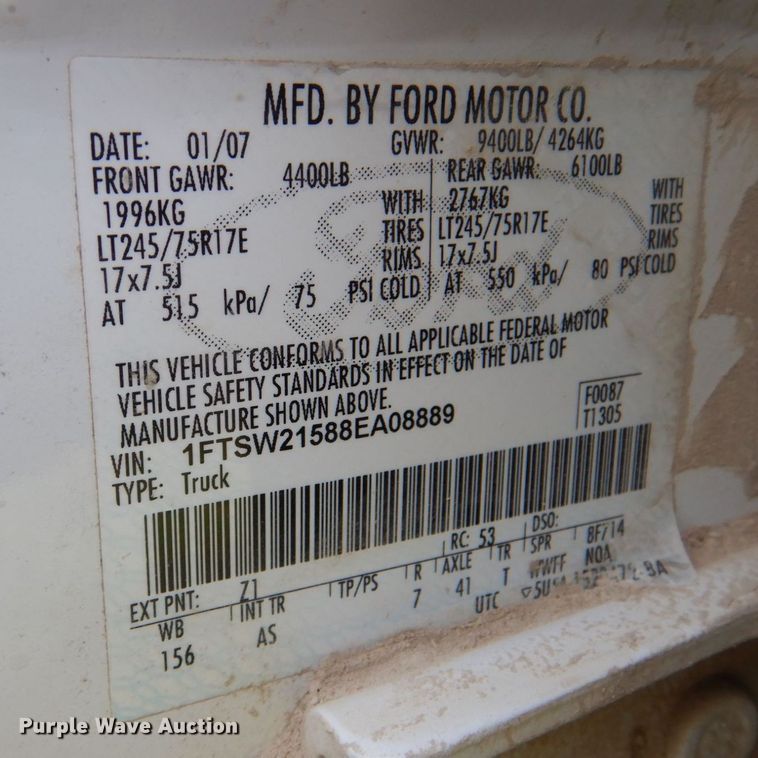 MFD. BY FORD MOTOR CO.
DATE: 01/07 GVWR: 9400LB/ 4264KG
FRONT GAWR: 4400LB REAR GAWR: 6100LB
1996KG WITH 2767KG WITH
LT245/75R17E TIRES LT245/75R17E TIRES
17x7.5J RIMS 17x7.5J RIMS
AT 515 kPa/ 75 PSI COLD AT 550 kPa/ 80 PSI COLD
THIS VEHICLE CONFORMS TO ALL APPLICABLE FEDERAL MOTOR
VEHICLE SAFETY STANDARDS IN EFFECT ON THE DATE OF
MANUFACTURE SHOWN ABOVE.
VIN: 1FTSW21588EA08889
F0087
T1305
TYPE: Truck
EXT PNT: Z1 RC: 53 DSO:
WB INT TR TP/PS R AXLE TR SPR 8F/14
156 AS 7 41 T WWFF NOA
UTC
Ford
Purple Wave Auction